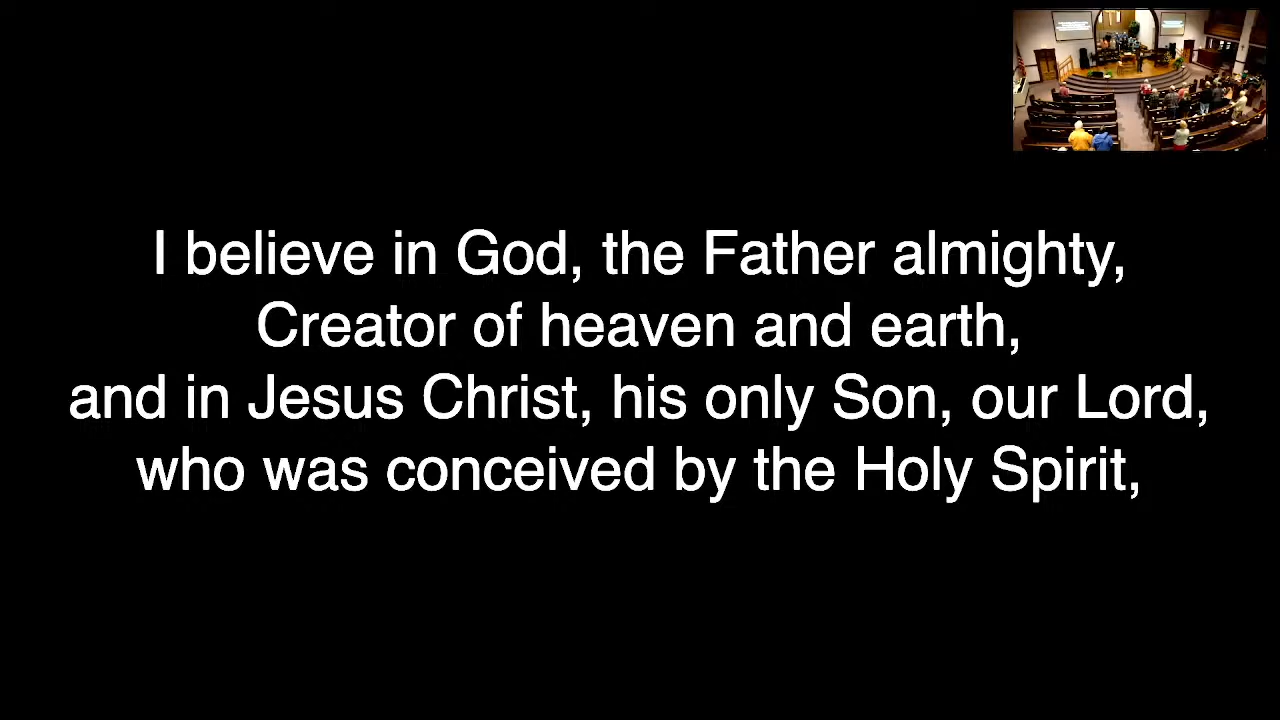 I believe in God, the Father almighty,
Creator of heaven and earth,
and in Jesus Christ, his only Son, our Lord,
who was conceived by the Holy Spirit,